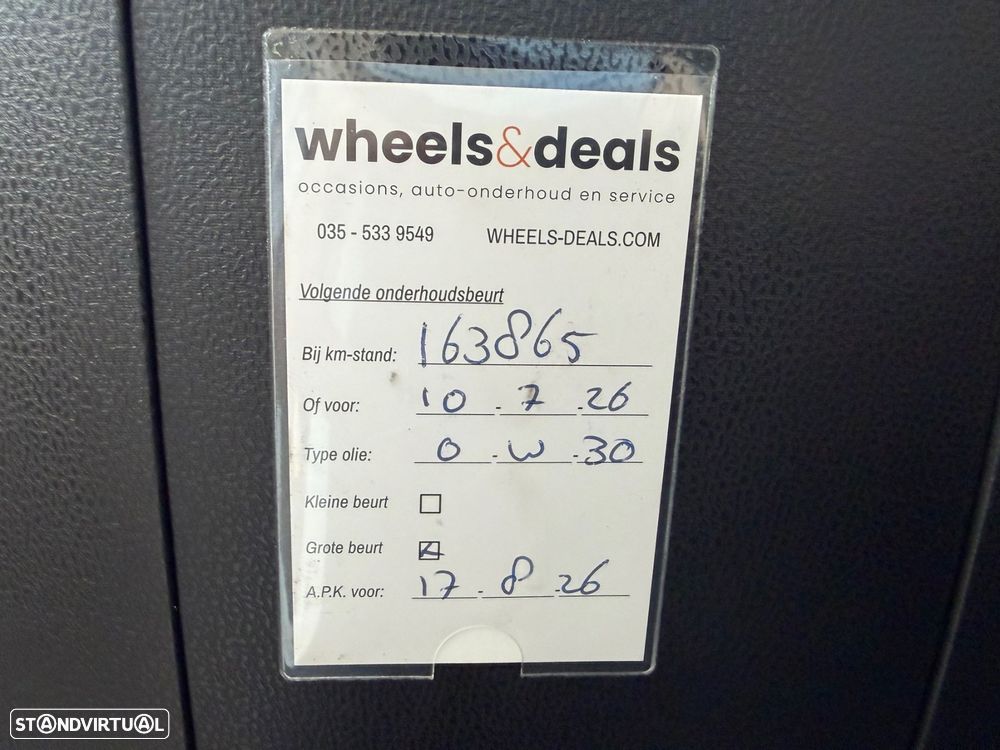 wheels&deals
occasions, auto-onderhoud en service
035 - 533 9549 WHEELS-DEALS.COM
Volgende onderhoudsbeurt
Bij km-stand: 163865
Of voor: 10 - 7 - 26
Type olie: 0 - W - 30
Kleine beurt
Grote beurt
A.P.K. voor: 17 - 8 - 26
STANDVIRTUAL